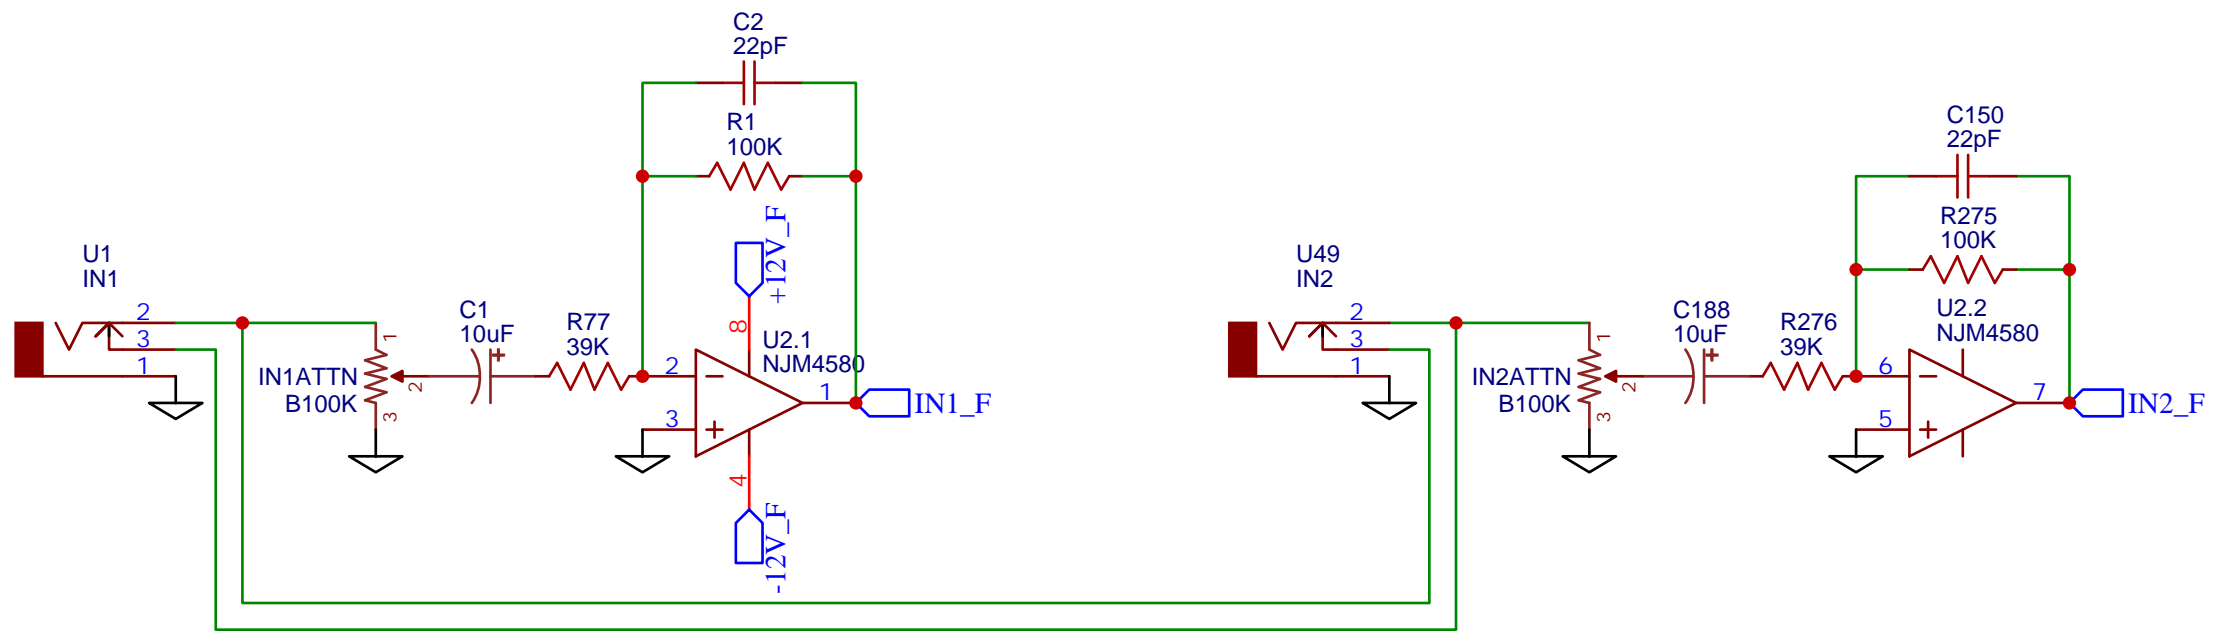 C2
22pF
R1
100K
+12V_F
U1
IN1
2
3
1
IN1ATTN
B100K
1
2
3
C1
10uF
R77
39K
8
U2.1
NJM4580
2
3
1
4
IN1_F
-12V_F
U49
IN2
2
3
1
IN2ATTN
B100K
1
2
3
C188
10uF
R276
39K
C150
22pF
R275
100K
U2.2
NJM4580
6
5
7
IN2_F